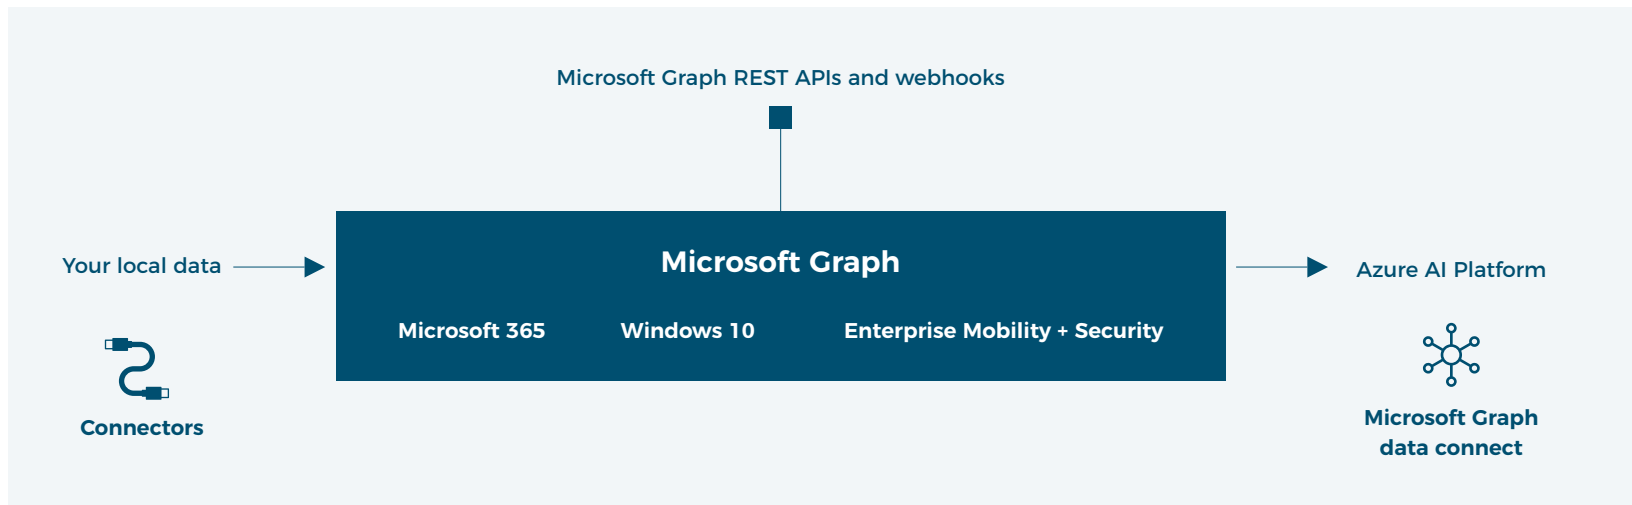 Microsoft Graph REST APIs and webhooks
Your local data
Microsoft Graph
Azure AI Platform
Microsoft 365
Windows 10
Enterprise Mobility + Security
Connectors
Microsoft Graph
data connect